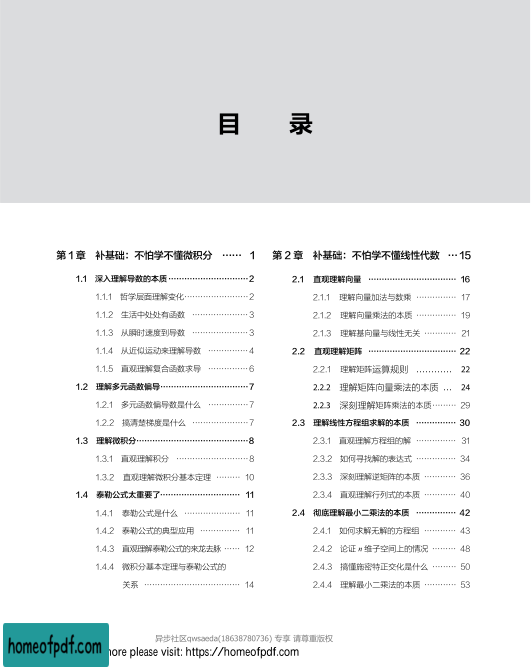 目 录
第 1 章 补基础：不怕学不懂微积分 …… 1
1.1 深入理解导数的本质…………………………2
1.1.1 哲学层面理解变化……………………2
1.1.2 生活中处处有函数 …………………3
1.1.3 从瞬时速度到导数 …………………3
1.1.4 从近似运动来理解导数 ……………4
1.1.5 直观理解复合函数求导 ……………6
1.2 理解多元函数偏导……………………………7
1.2.1 多元函数偏导数是什么 ……………7
1.2.2 搞清楚梯度是什么 …………………7
1.3 理解微积分……………………………………8
1.3.1 直观理解积分 ………………………8
1.3.2 直观理解微积分基本定理 ……… 10
1.4 泰勒公式太重要了………………………… 11
1.4.1 泰勒公式是什么 ………………… 11
1.4.2 泰勒公式的典型应用 …………… 11
1.4.3 直观理解泰勒公式的来龙去脉 …… 12
1.4.4 微积分基本定理与泰勒公式的
关系 ……………………………… 14
第 2 章 补基础：不怕学不懂线性代数 … 15
2.1 直观理解向量 …………………………… 16
2.1.1 理解向量加法与数乘 …………… 17
2.1.2 理解向量乘法的本质 …………… 19
2.1.3 理解基向量与线性无关 ………… 21
2.2 直观理解矩阵 …………………………… 22
2.2.1 理解矩阵运算规则 ………… 22
2.2.2 理解矩阵向量乘法的本质 … 24
2.2.3 深刻理解矩阵乘法的本质……… 29
2.3 理解线性方程组求解的本质 …………… 30
2.3.1 直观理解方程组的解 …………… 31
2.3.2 如何寻找解的表达式 …………… 34
2.3.3 深刻理解逆矩阵的本质 ………… 36
2.3.4 直观理解行列式的本质 ………… 40
2.4 彻底理解最小二乘法的本质 …………… 42
2.4.1 如何求解无解的方程组 ………… 43
2.4.2 论证 n 维子空间上的情况 ……… 48
2.4.3 搞懂施密特正交化是什么 ……… 50
2.4.4 理解最小二乘法的本质 ………… 53
异步社区qwsaeda(18638780736) 专享 请尊重版权
homeofpdf.com
more please visit: https://homeofpdf.com